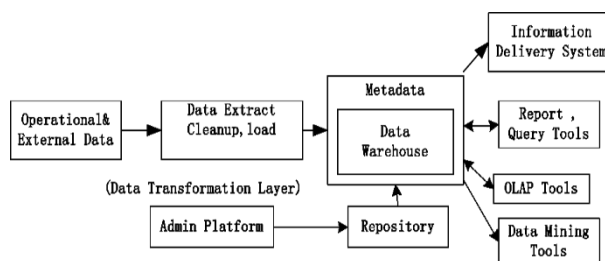 Information
Delivery System
Metadata
Operational&
External Data
Data Extract
Cleanup,load
Data
Warehouse
Report ,
Query Tools
(Data Transformation Layer)
OLAP Tools
Admin Platform
Repository
Data Mining
Tools